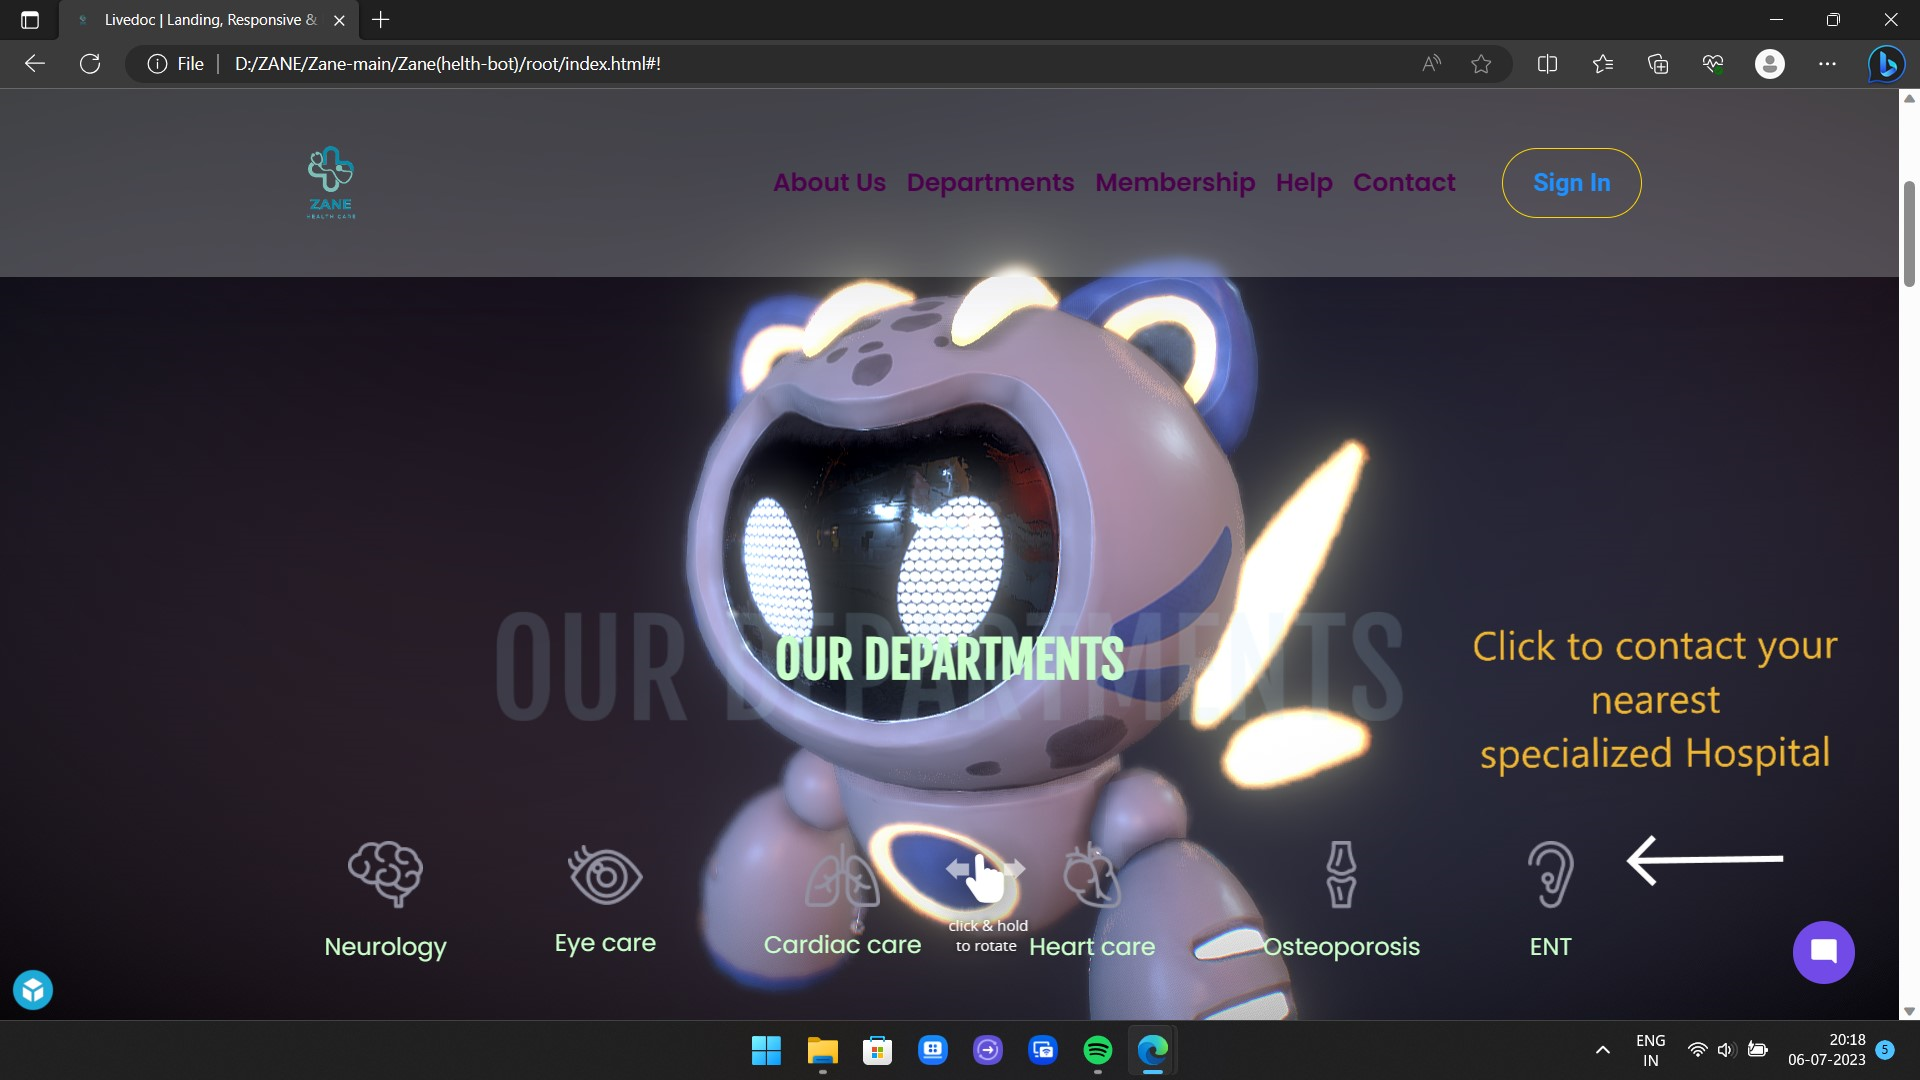 Livedoc | Landing, Responsive &
File
D:/ZANE/Zane-main/Zane(helth-bot)/root/index.html#!
ZANE
HEALTH CARE
About Us Departments Membership Help Contact
Sign In
OUR DEPARTMENTS
OUR DEPARTMENTS
Click to contact your
nearest
specialized Hospital
click & hold
to rotate
Neurology
Eye care
Cardiac care
Heart care
Osteoporosis
ENT
ENG
IN
20:18
06-07-2023
5